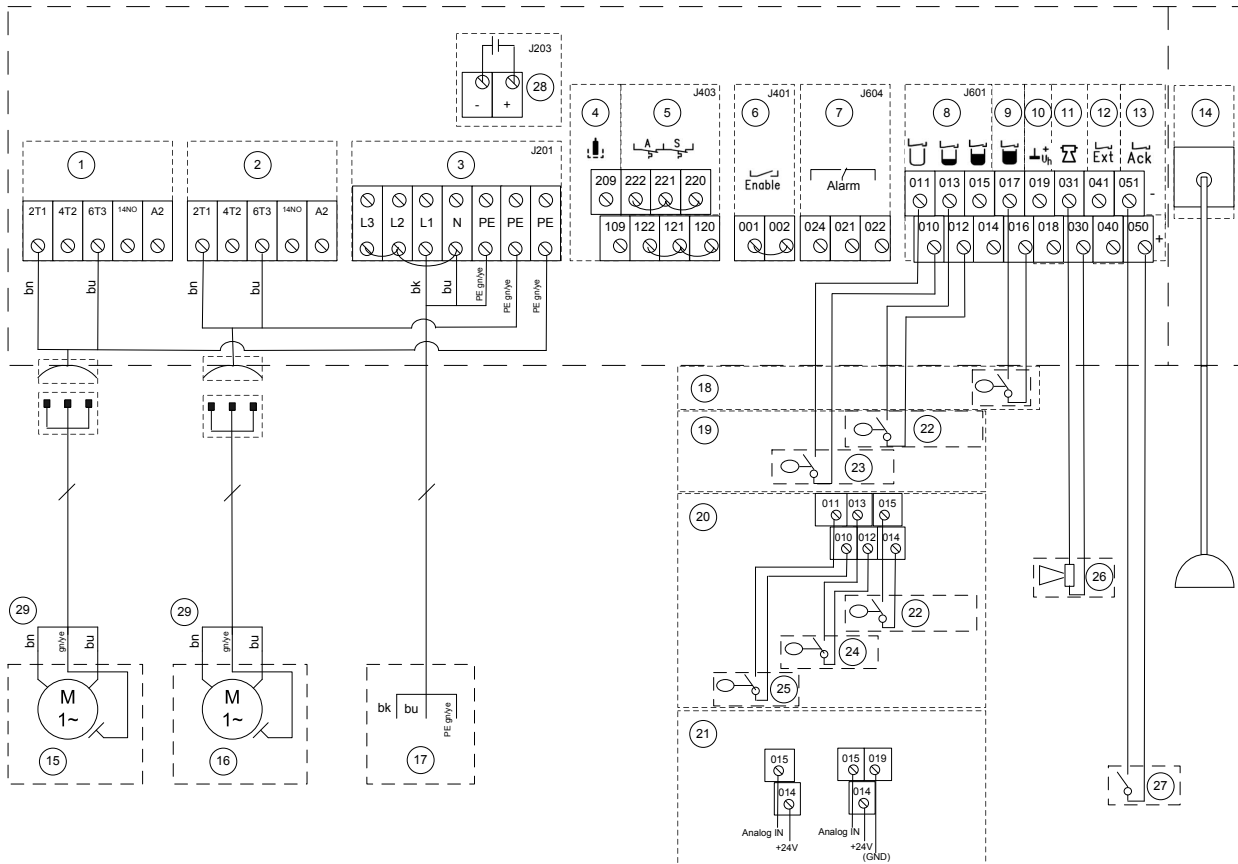 J203
- +
28
J403
J401
J604
J601
4
5
6
7
8
9
10
11
12
13
14
1
2
3
J201
A S
P P
+
Uh
Enable
Alarm
Ext
Ack
2T1 4T2 6T3 14NO A2
2T1 4T2 6T3 14NO A2
L3 L2 L1 N PE PE PE
209 222 221 220
109 122 121 120
001 002
024 021 022
011 013 015 017 019 031 041 051 -
010 012 014 016 018 030 040 050 +
bn
bu
bn
bu
bk
bu
PE gn/ye
PE gn/ye
PE gn/ye
18
19
22
23
20
011 013 015
010 012 014
26
22
24
25
29
bn
gn/ye
bu
29
bn
gn/ye
bu
M
1~
15
M
1~
16
bk
bu
PE gn/ye
17
21
015
014
Analog IN
+24V
015 019
014
Analog IN
+24V
(GND)
27